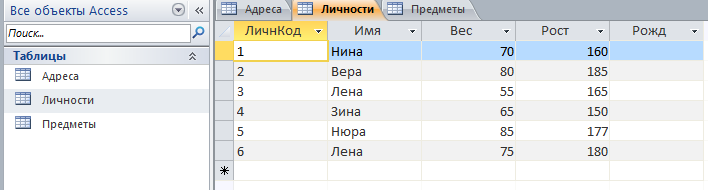 Все объекты Access
Поиск...
Таблицы
Адреса
Личности
Предметы
Адреса Личности Предметы
ЛичнКод Имя Вес Рост Рожд
1 Нина 70 160
2 Вера 80 185
3 Лена 55 165
4 Зина 65 150
5 Нюра 85 177
6 Лена 75 180